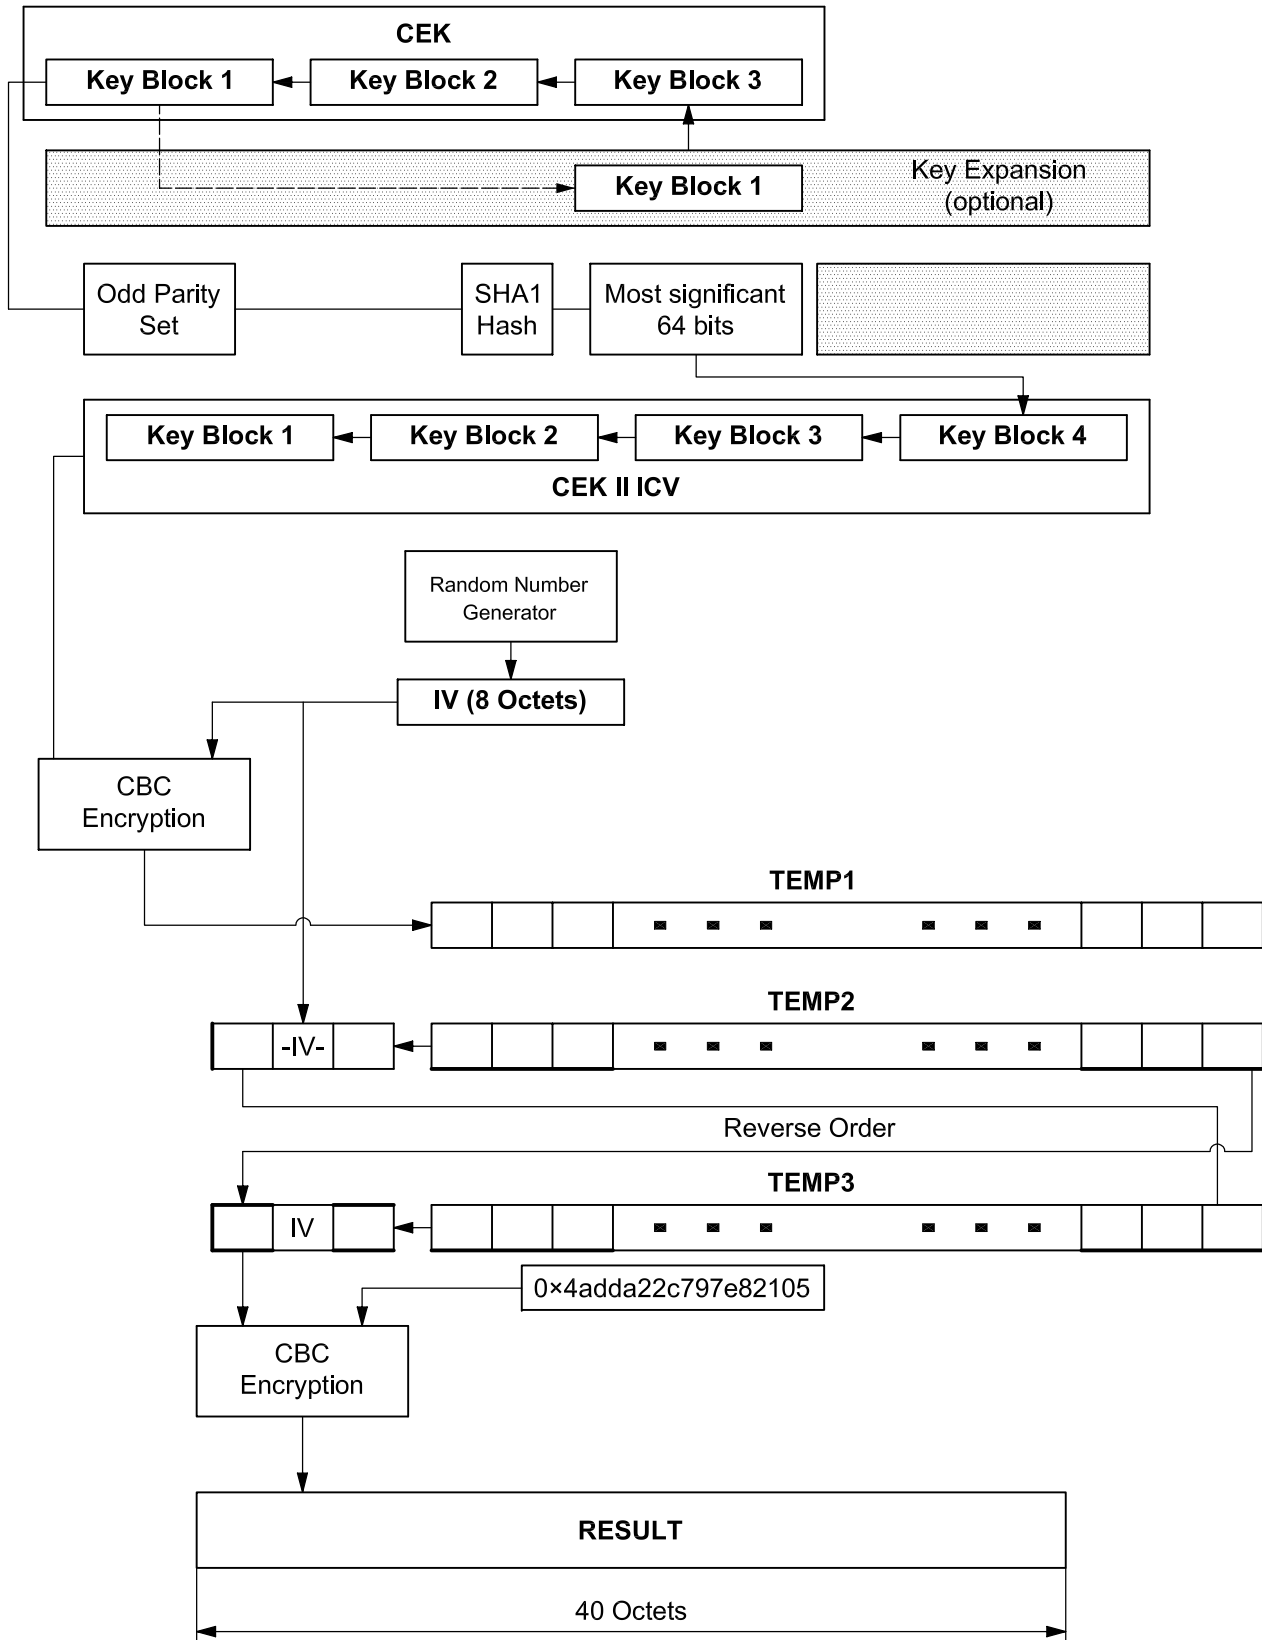 CEK
Key Block 1
Key Block 2
Key Block 3
Key Block 1
Key Expansion
(optional)
Odd Parity
Set
SHA1
Hash
Most significant
64 bits
Key Block 1
Key Block 2
Key Block 3
Key Block 4
CEK II ICV
Random Number
Generator
IV (8 Octets)
CBC
Encryption
TEMP1
TEMP2
-IV-
Reverse Order
TEMP3
IV
0×4adda22c797e82105
CBC
Encryption
RESULT
40 Octets